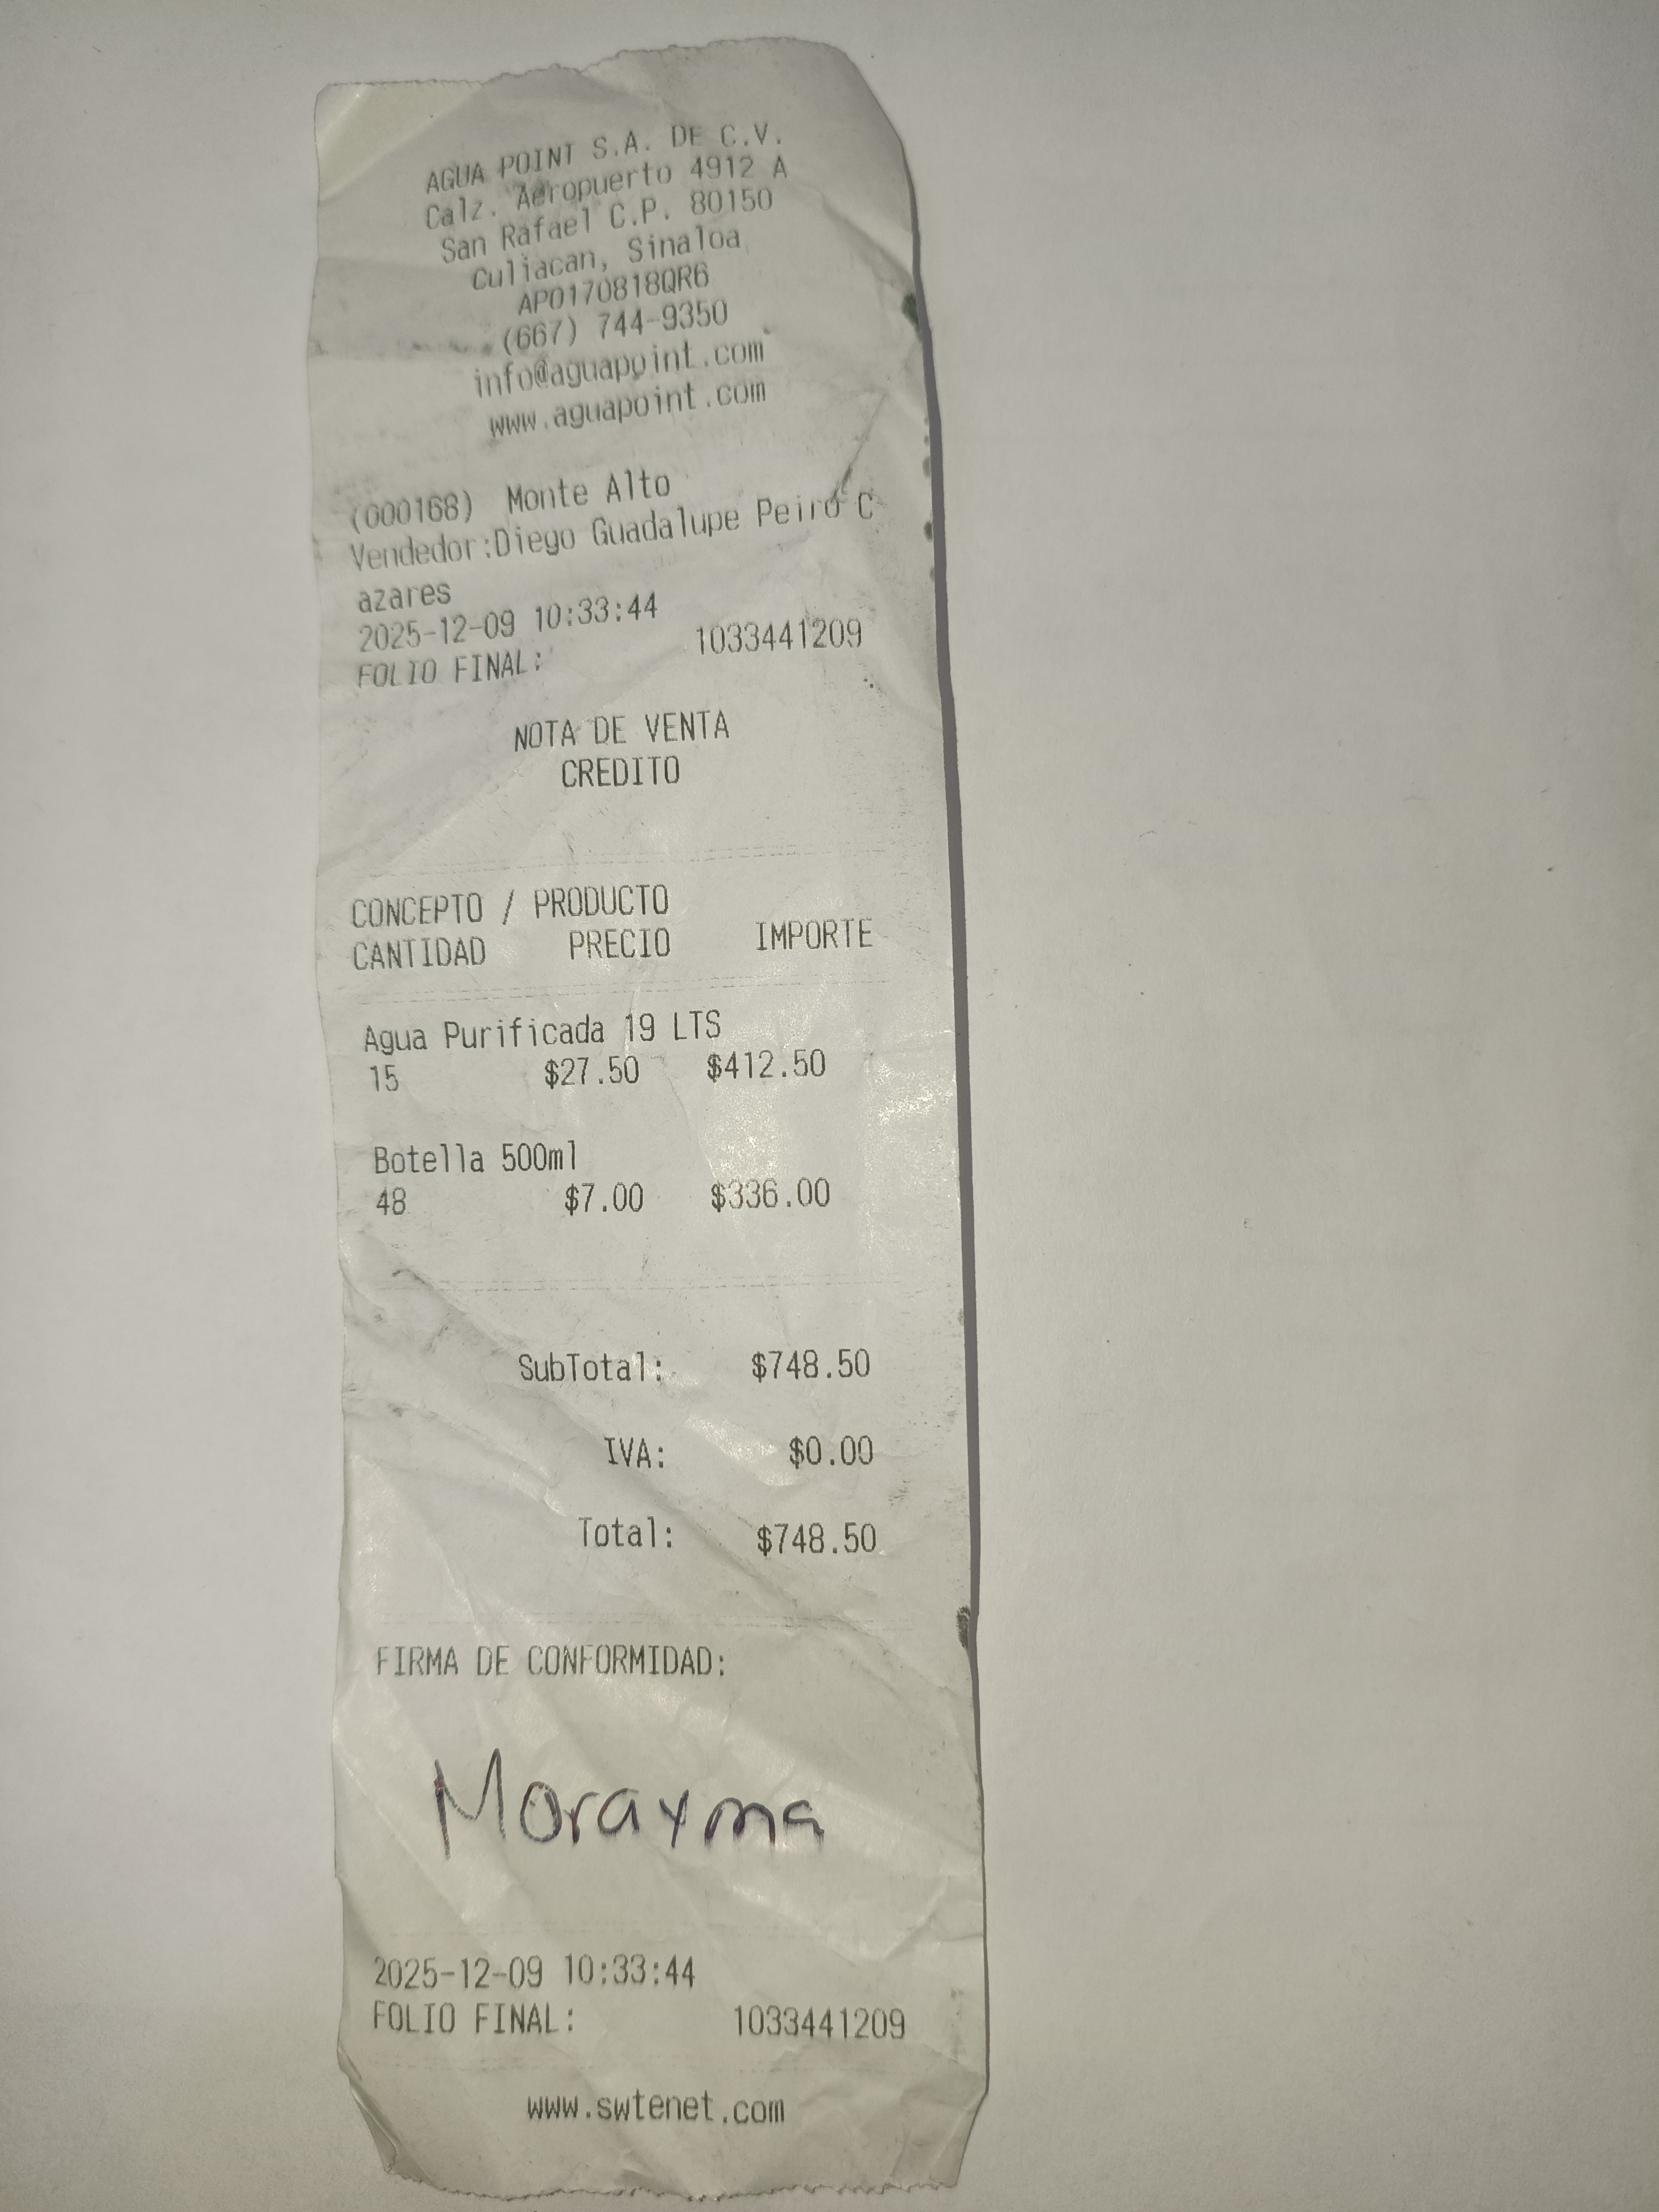 AGUA POINT S.A. DE C.V.
Calz. Aeropuerto 4912 A
San Rafael C.P. 80150
Culiacan, Sinaloa
APO170818QR6
(667) 744-9350
info@aguapoint.com
www.aguapoint.com
(000168) Monte Alto
Vendedor:Diego Guadalupe Peiro C
azares
2025-12-09 10:33:44
FOLIO FINAL: 1033441209
NOTA DE VENTA
CREDITO
CONCEPTO / PRODUCTO
CANTIDAD PRECIO IMPORTE
Agua Purificada 19 LTS
15 $27.50 $412.50
Botella 500ml
48 $7.00 $336.00
SubTotal: $748.50
IVA: $0.00
Total: $748.50
FIRMA DE CONFORMIDAD:
Morayma
2025-12-09 10:33:44
FOLIO FINAL: 1033441209
www.swtenet.com